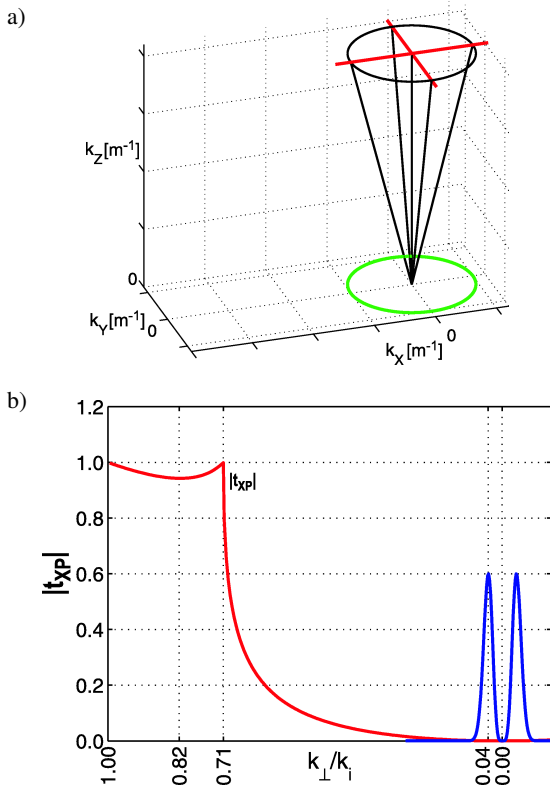 a)
k_Z[m⁻¹]
0
k_Y[m⁻¹] 0
0
k_X[m⁻¹]
b)
1.2
1.0
|t_XP|
0.8
0.6
|t_XP|
0.4
0.2
0.0
1.00 0.82 0.71 k_⊥/k_i 0.04 0.00